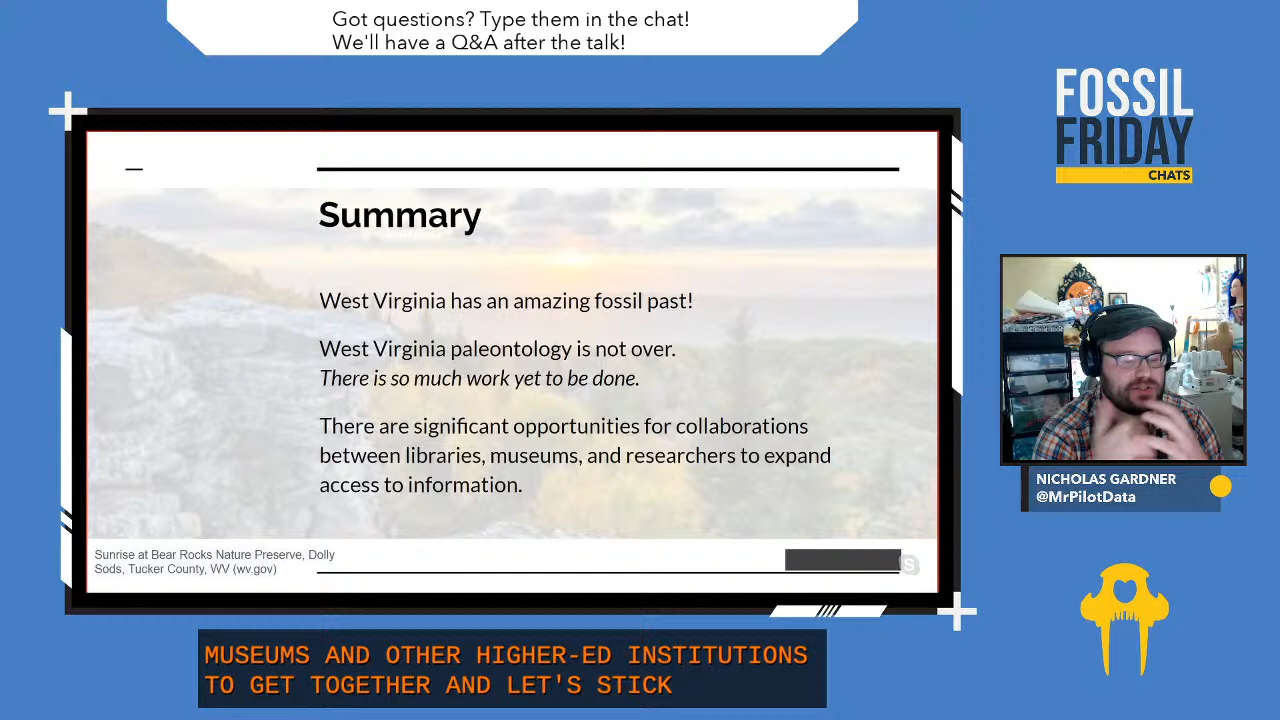 Got questions? Type them in the chat!
We'll have a Q&A after the talk!
FOSSIL
FRIDAY
CHATS
Summary
West Virginia has an amazing fossil past!
West Virginia paleontology is not over.
There is so much work yet to be done.
There are significant opportunities for collaborations
between libraries, museums, and researchers to expand
access to information.
Sunrise at Bear Rocks Nature Preserve, Dolly
Sods, Tucker County, WV (wv.gov)
S
NICHOLAS GARDNER
@MrPilotData
MUSEUMS AND OTHER HIGHER-ED INSTITUTIONS
TO GET TOGETHER AND LET'S STICK